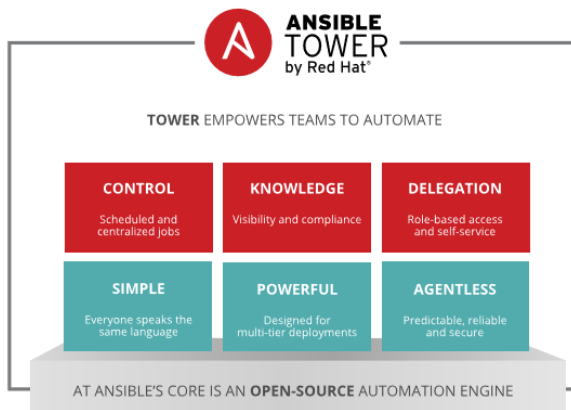 ANSIBLE
TOWER
by Red Hat®
TOWER EMPOWERS TEAMS TO AUTOMATE
CONTROL
Scheduled and
centralized jobs
KNOWLEDGE
Visibility and compliance
DELEGATION
Role-based access
and self-service
SIMPLE
Everyone speaks the
same language
POWERFUL
Designed for
multi-tier deployments
AGENTLESS
Predictable, reliable
and secure
AT ANSIBLE'S CORE IS AN OPEN-SOURCE AUTOMATION ENGINE